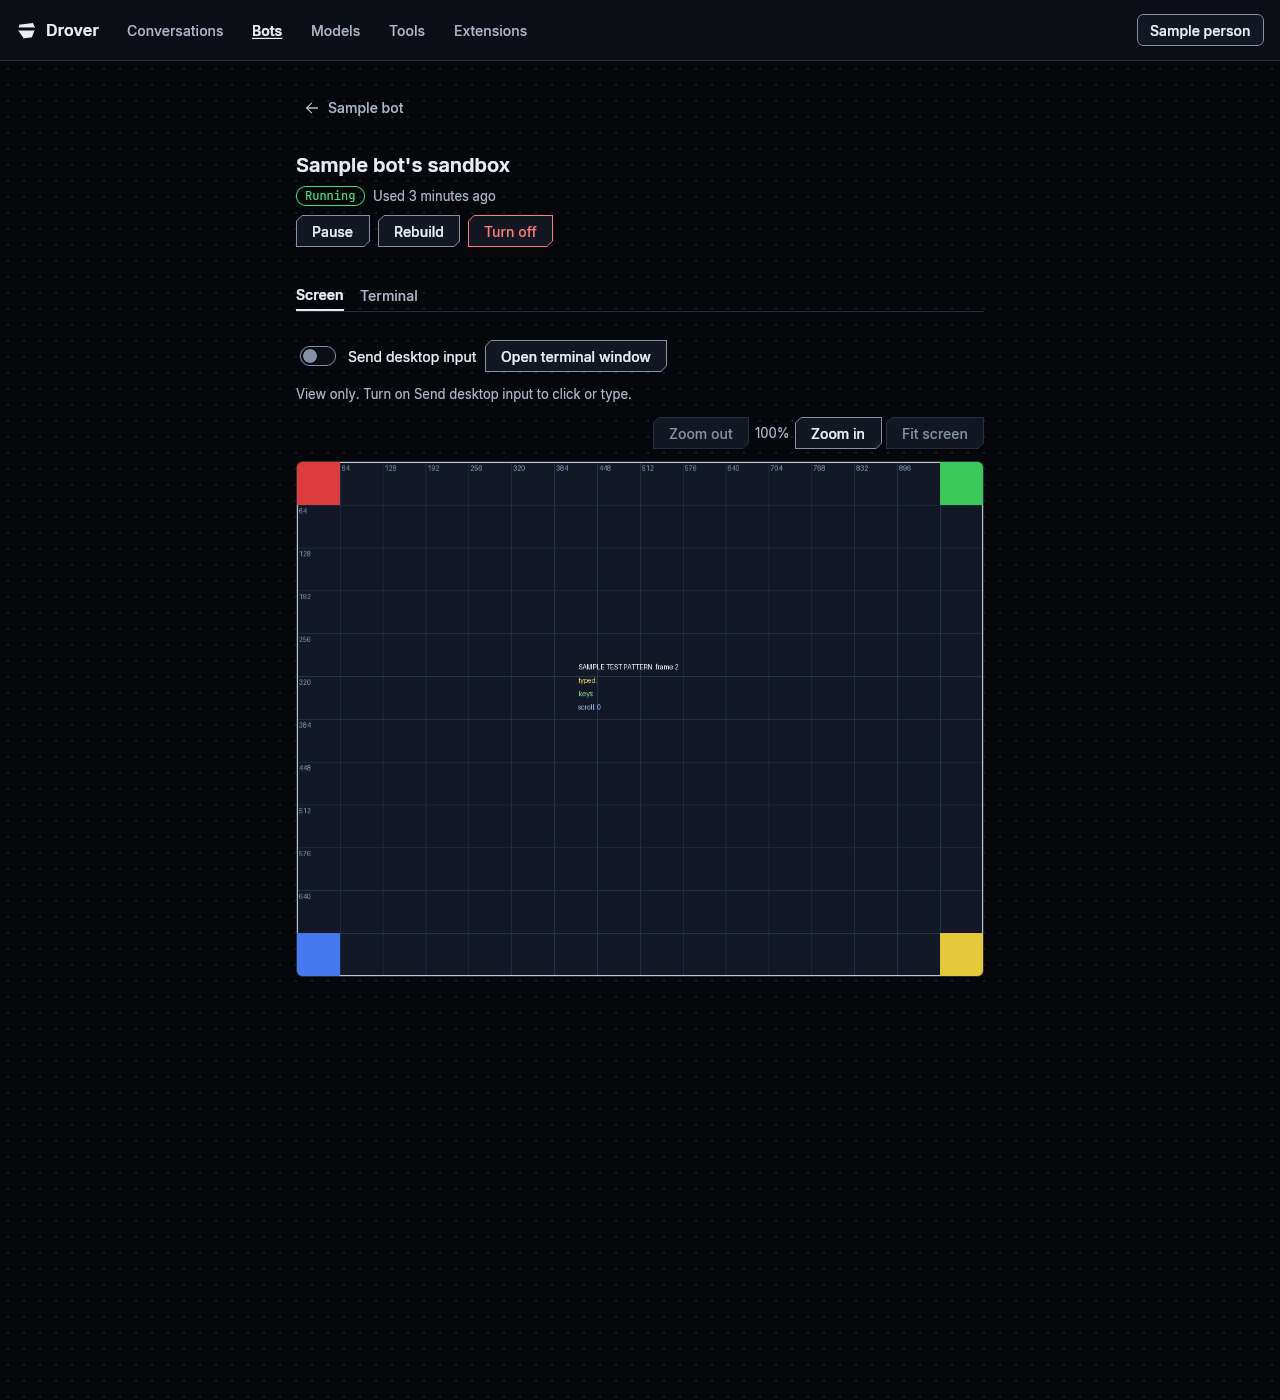 Drover Conversations Bots Models Tools Extensions Sample person
← Sample bot
Sample bot's sandbox
Running Used 3 minutes ago
Pause Rebuild Turn off
Screen Terminal
Send desktop input Open terminal window
View only. Turn on Send desktop input to click or type.
Zoom out 100% Zoom in Fit screen
64 128 192 256 320 384 448 512 576 640 704 768 832 896
64
128
192
256
SAMPLE TEST PATTERN frame 2
typed:
320
keys
scroll 0
384
448
512
576
640